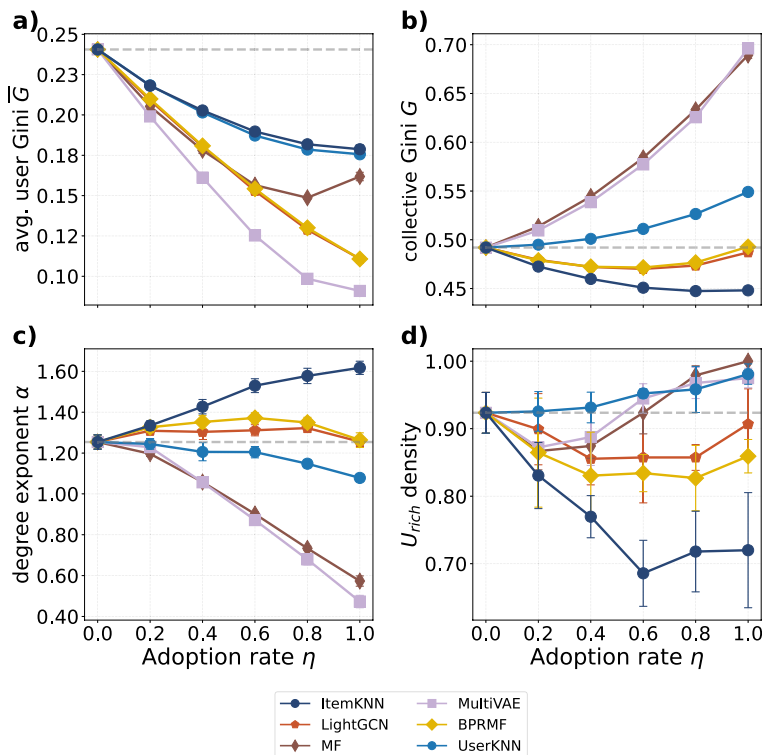 a)
avg. user Gini G̅
0.25
0.23
0.20
0.18
0.15
0.12
0.10
b)
collective Gini G
0.70
0.65
0.60
0.55
0.50
0.45
c)
degree exponent α
1.60
1.40
1.20
1.00
0.80
0.60
0.40
0.0 0.2 0.4 0.6 0.8 1.0
Adoption rate η
d)
U_rich density
1.00
0.90
0.80
0.70
0.0 0.2 0.4 0.6 0.8 1.0
Adoption rate η
ItemKNN
LightGCN
MF
MultiVAE
BPRMF
UserKNN